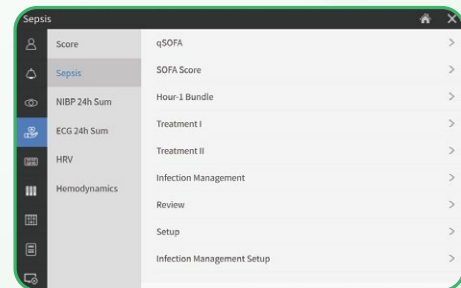 Sepsis
Score
Sepsis
NIBP 24h Sum
ECG 24h Sum
HRV
Hemodynamics
qSOFA
SOFA Score
Hour-1 Bundle
Treatment I
Treatment II
Infection Management
Review
Setup
Infection Management Setup